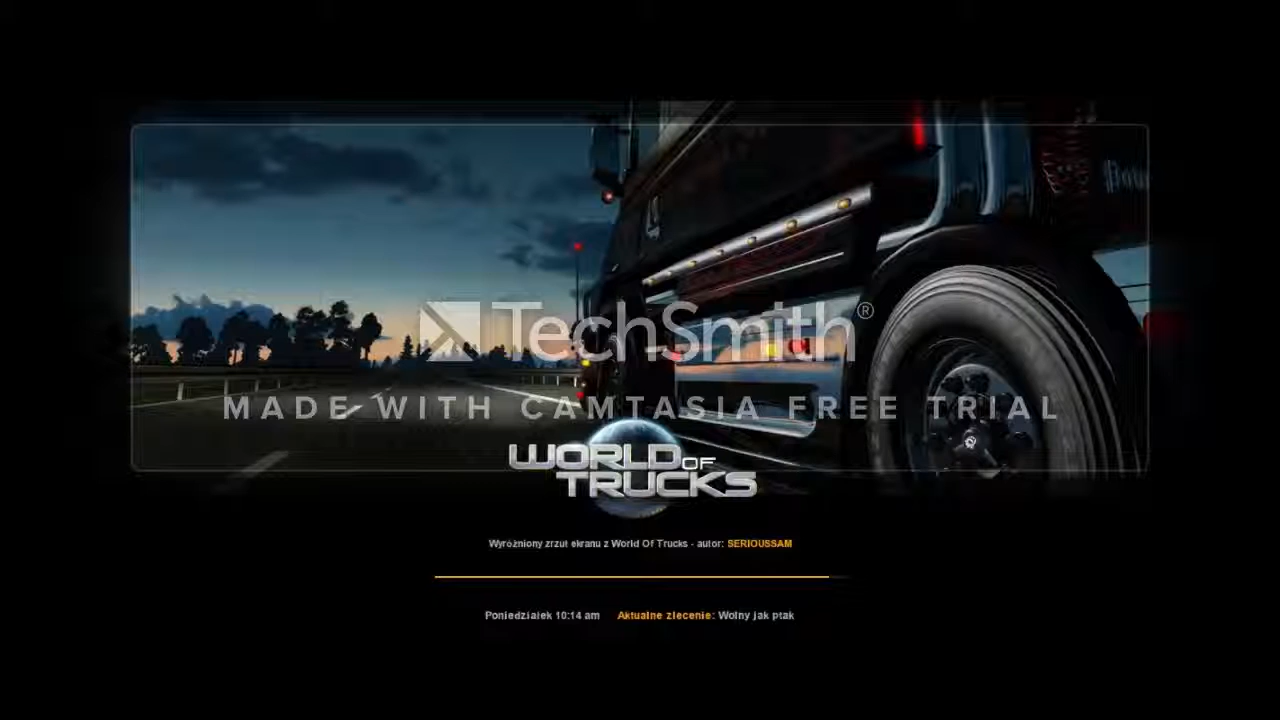 TechSmith®
MADE WITH CAMTASIA FREE TRIAL
WORLD OF
TRUCKS
Wyróżniony zrzut ekranu z World Of Trucks - autor: SERIOUSSAM
Poniedziałek 10:14 am Aktualne zlecenie: Wolny jak ptak